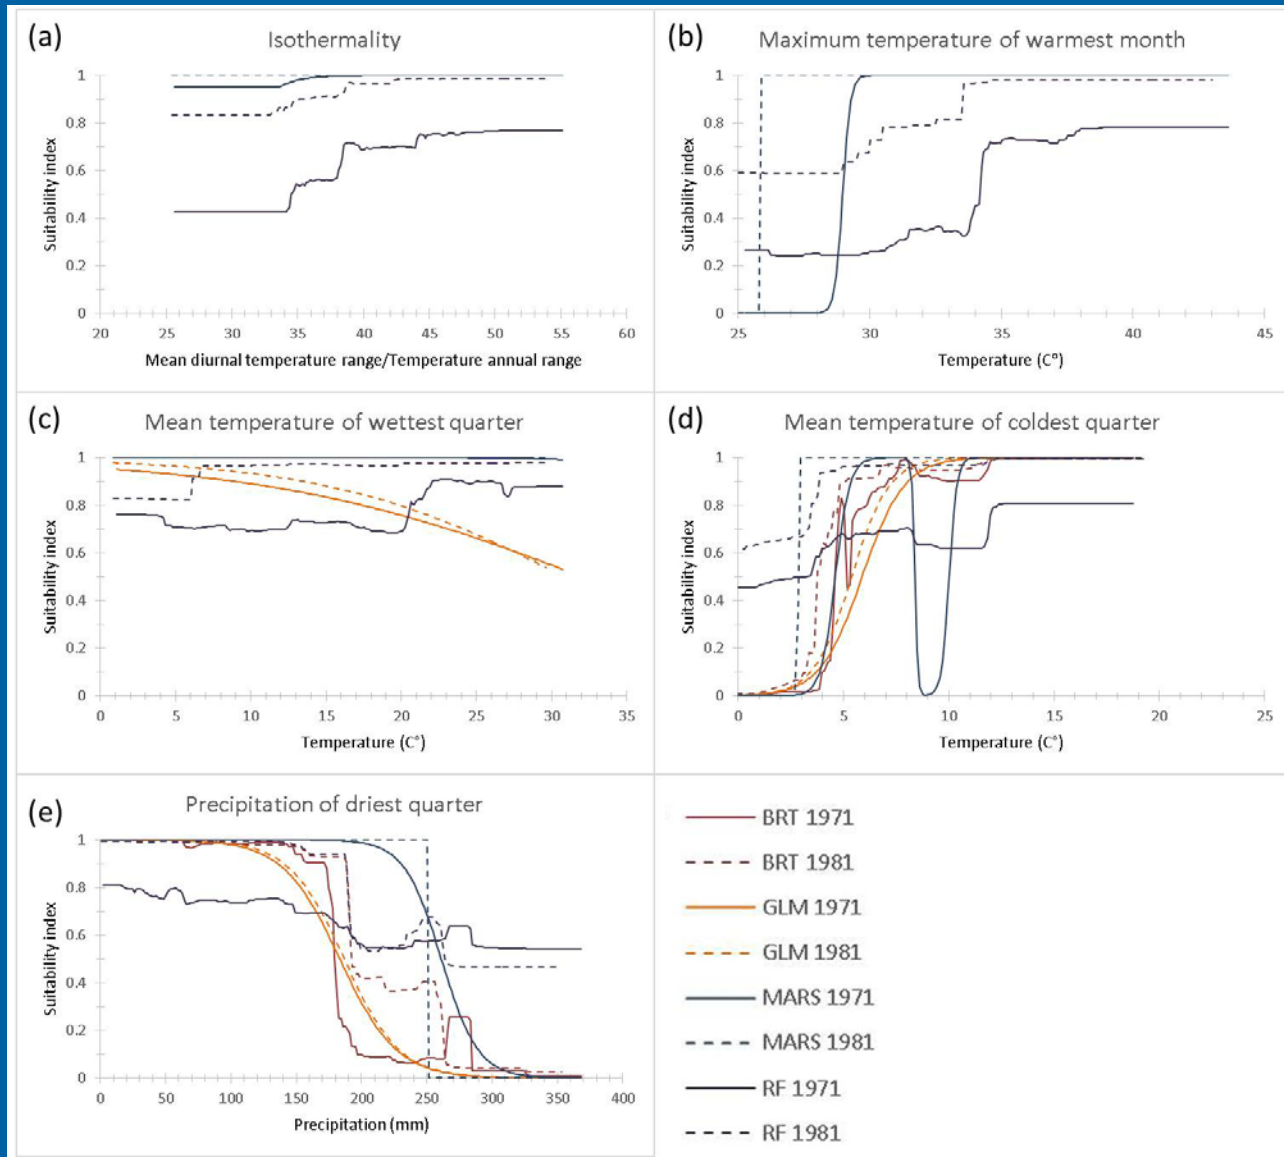 (a)
Isothermality
Suitability index
1
0.8
0.6
0.4
0.2
0
20 25 30 35 40 45 50 55 60
Mean diurnal temperature range/Temperature annual range
(b)
Maximum temperature of warmest month
Suitability index
1
0.8
0.6
0.4
0.2
0
25 30 35 40 45
Temperature (C°)
(c)
Mean temperature of wettest quarter
Suitability index
1
0.8
0.6
0.4
0.2
0
0 5 10 15 20 25 30 35
Temperature (C°)
(d)
Mean temperature of coldest quarter
Suitability index
1
0.8
0.6
0.4
0.2
0
0 5 10 15 20 25
Temperature (C°)
(e)
Precipitation of driest quarter
Suitability index
1
0.8
0.6
0.4
0.2
0
0 50 100 150 200 250 300 350 400
Precipitation (mm)
BRT 1971
BRT 1981
GLM 1971
GLM 1981
MARS 1971
MARS 1981
RF 1971
RF 1981